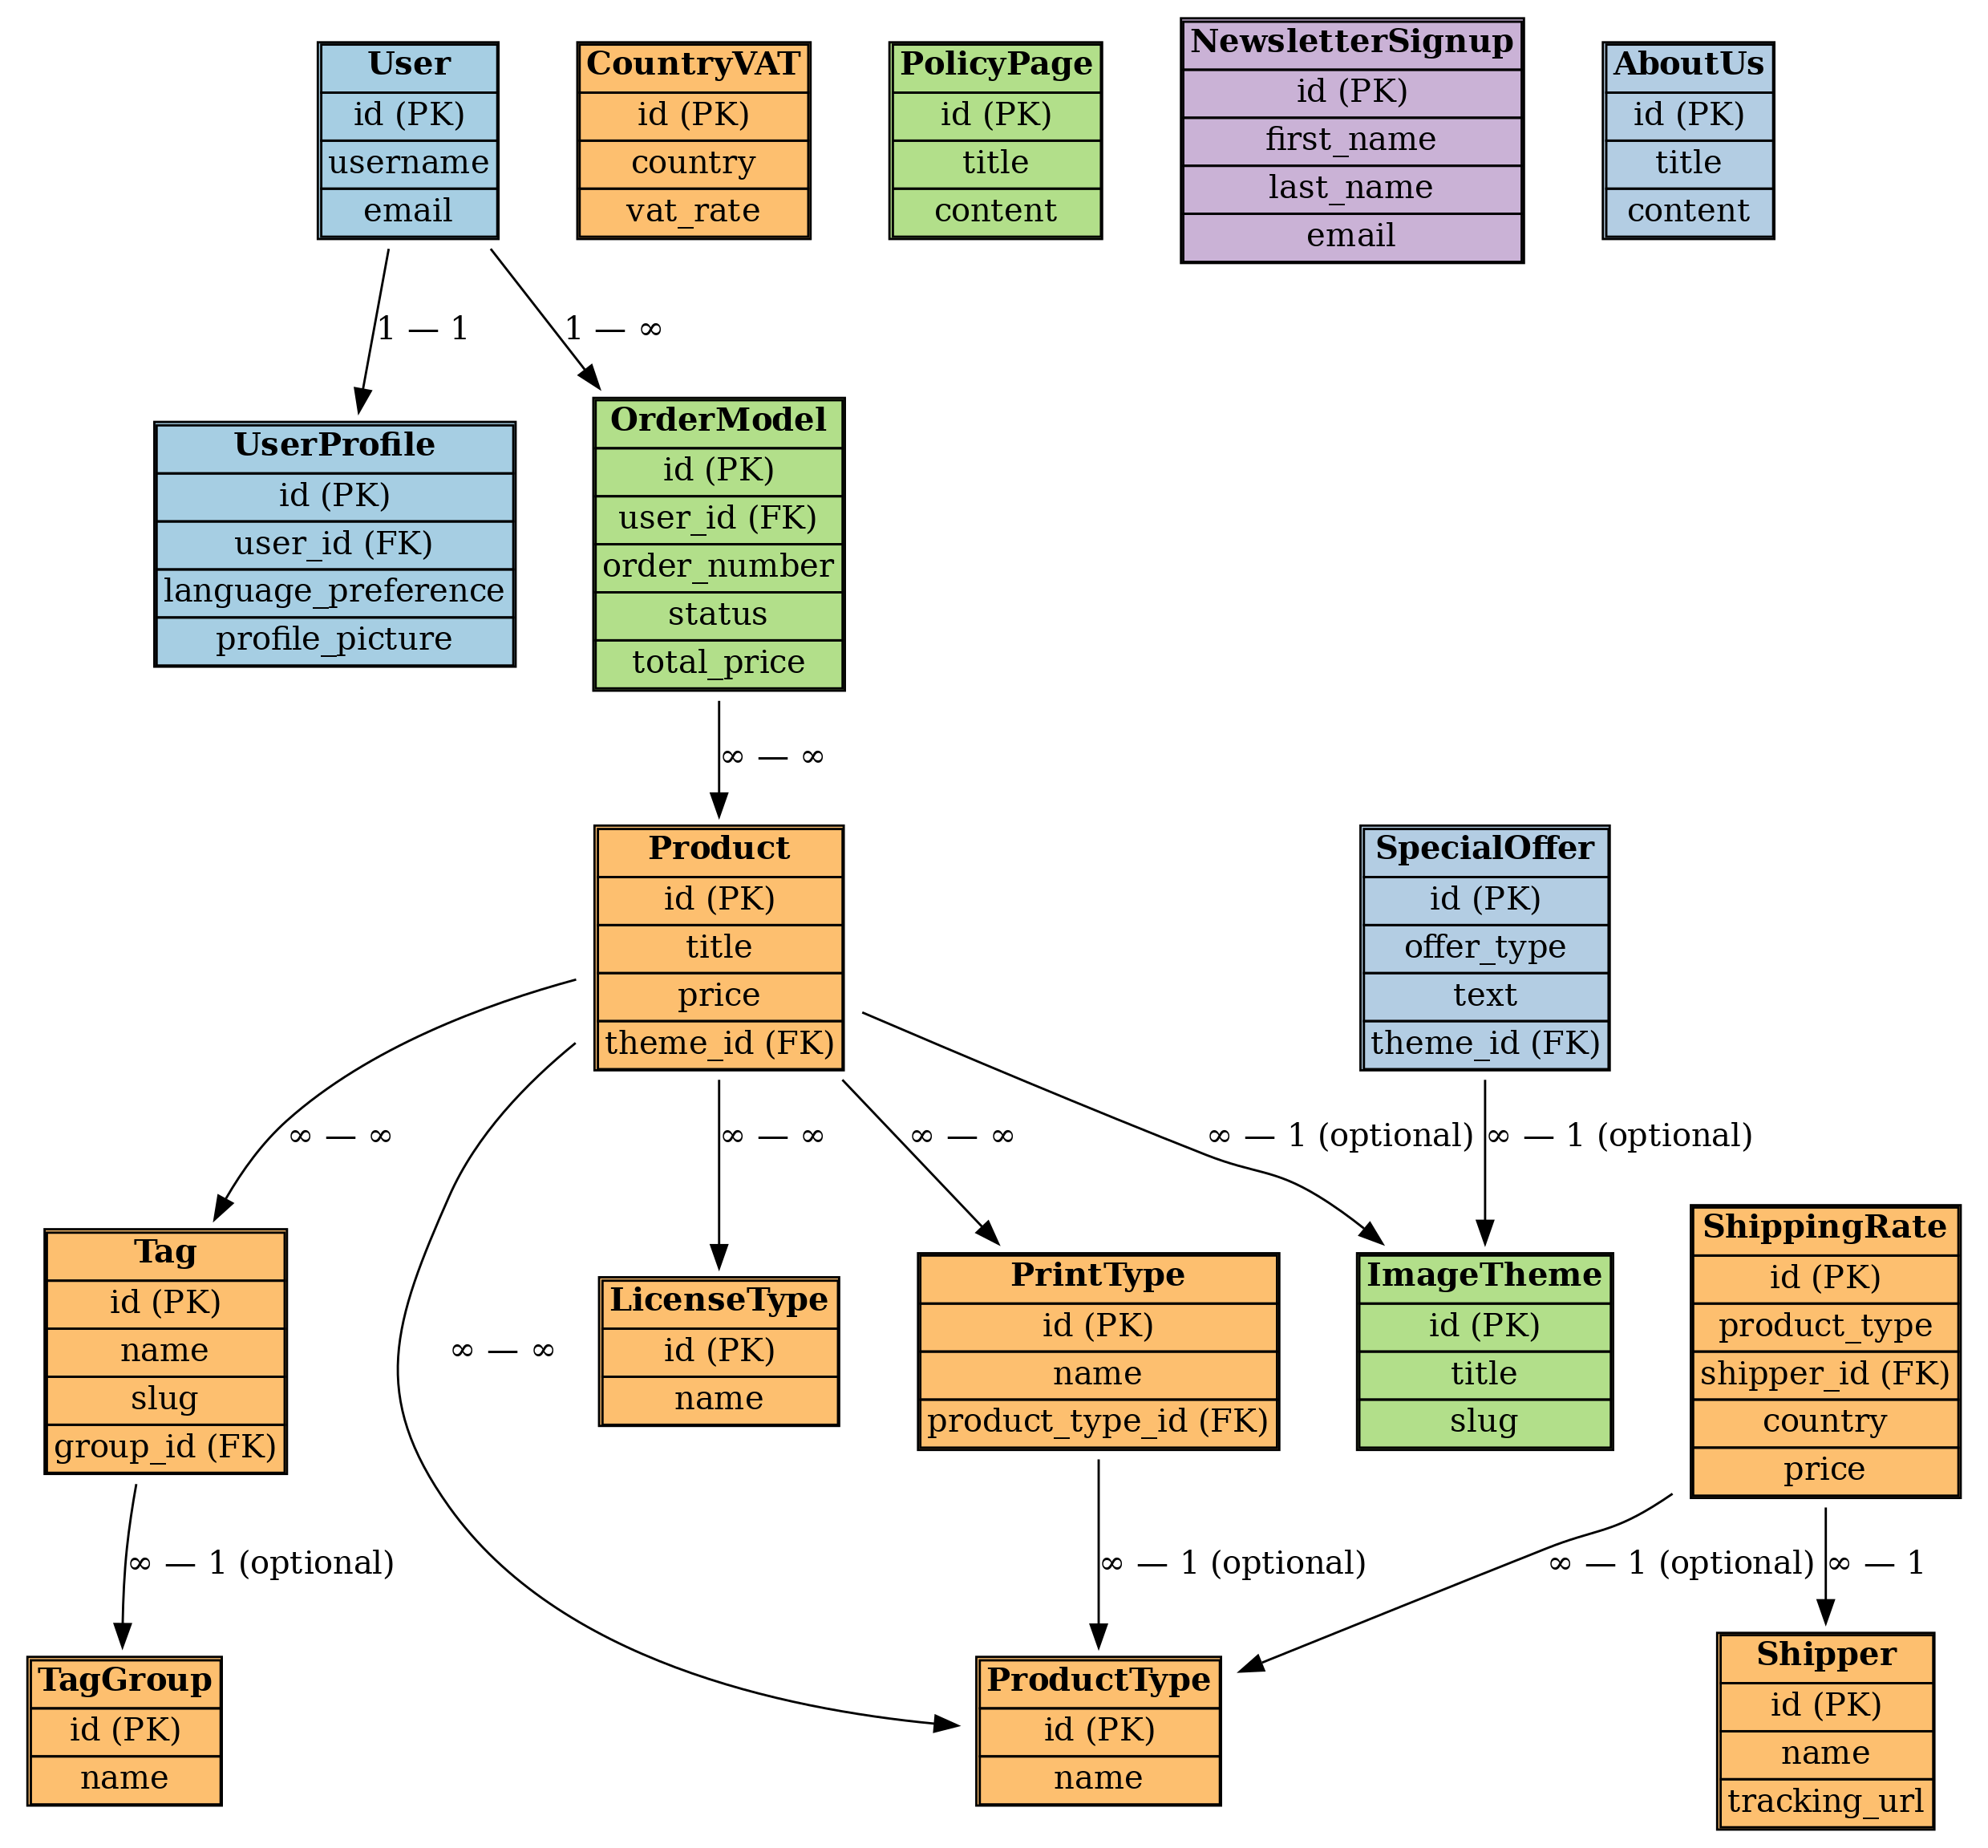 User
id (PK)
username
email
CountryVAT
id (PK)
country
vat_rate
PolicyPage
id (PK)
title
content
NewsletterSignup
id (PK)
first_name
last_name
email
AboutUs
id (PK)
title
content
1 — 1
1 — ∞
UserProfile
id (PK)
user_id (FK)
language_preference
profile_picture
OrderModel
id (PK)
user_id (FK)
order_number
status
total_price
∞ — ∞
Product
id (PK)
title
price
theme_id (FK)
SpecialOffer
id (PK)
offer_type
text
theme_id (FK)
∞ — ∞
∞ — ∞
∞ — ∞
∞ — 1 (optional)
∞ — 1 (optional)
Tag
id (PK)
name
slug
group_id (FK)
∞ — ∞
LicenseType
id (PK)
name
PrintType
id (PK)
name
product_type_id (FK)
ImageTheme
id (PK)
title
slug
ShippingRate
id (PK)
product_type
shipper_id (FK)
country
price
∞ — 1 (optional)
∞ — 1 (optional)
∞ — 1 (optional)
∞ — 1
TagGroup
id (PK)
name
ProductType
id (PK)
name
Shipper
id (PK)
name
tracking_url